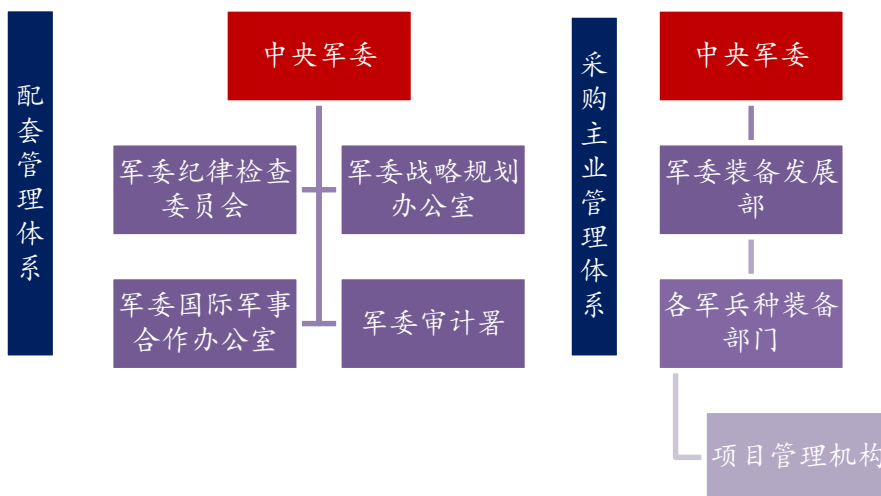 配套管理体系
中央军委
军委纪律检查
委员会
军委战略规划
办公室
军委国际军事
合作办公室
军委审计署
采购主业管理体系
中央军委
军委装备发展
部
各军兵种装备
部门
项目管理机构